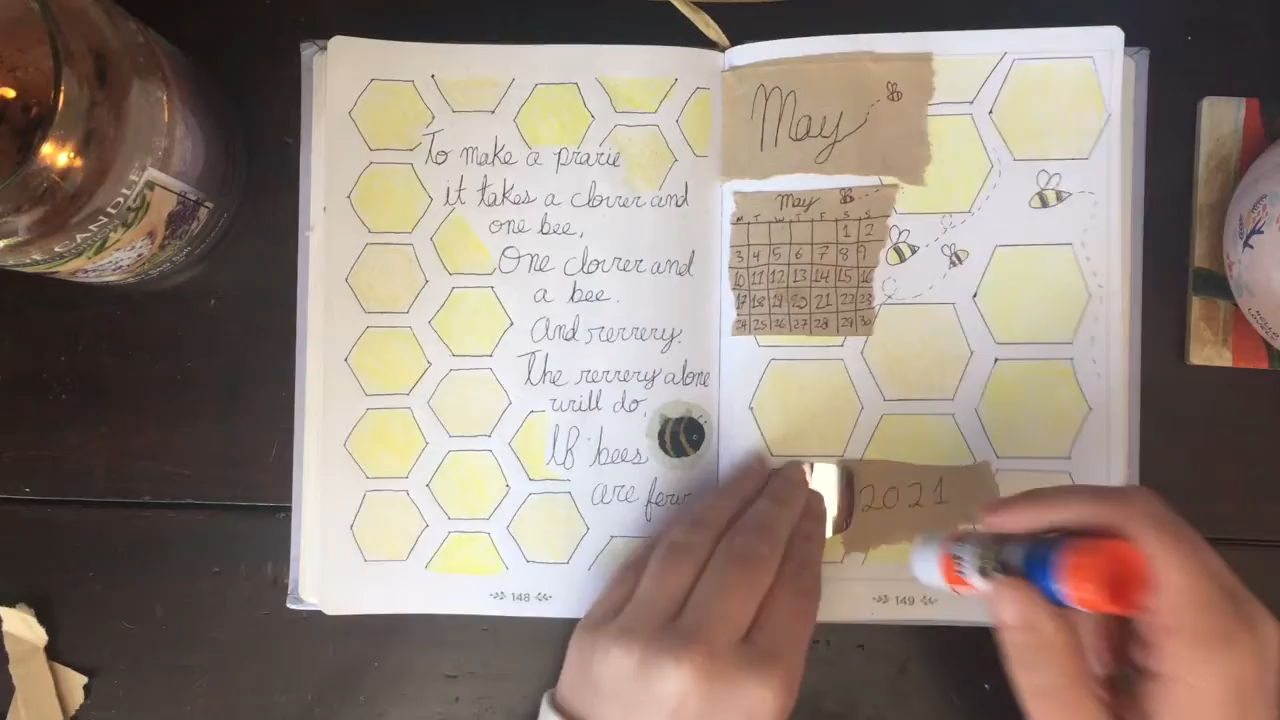 To make a prarie
it takes a clover and
one bee,
One clover and
a bee.
And revery.
The revery alone
will do,
If bees
are few
148
May
May
M T W T F S S
1 2
3 4 5 6 7 8 9
10 11 12 13 14 15 16
17 18 19 20 21 22 23
24 25 26 27 28 29 30
2021
149
CANDLE